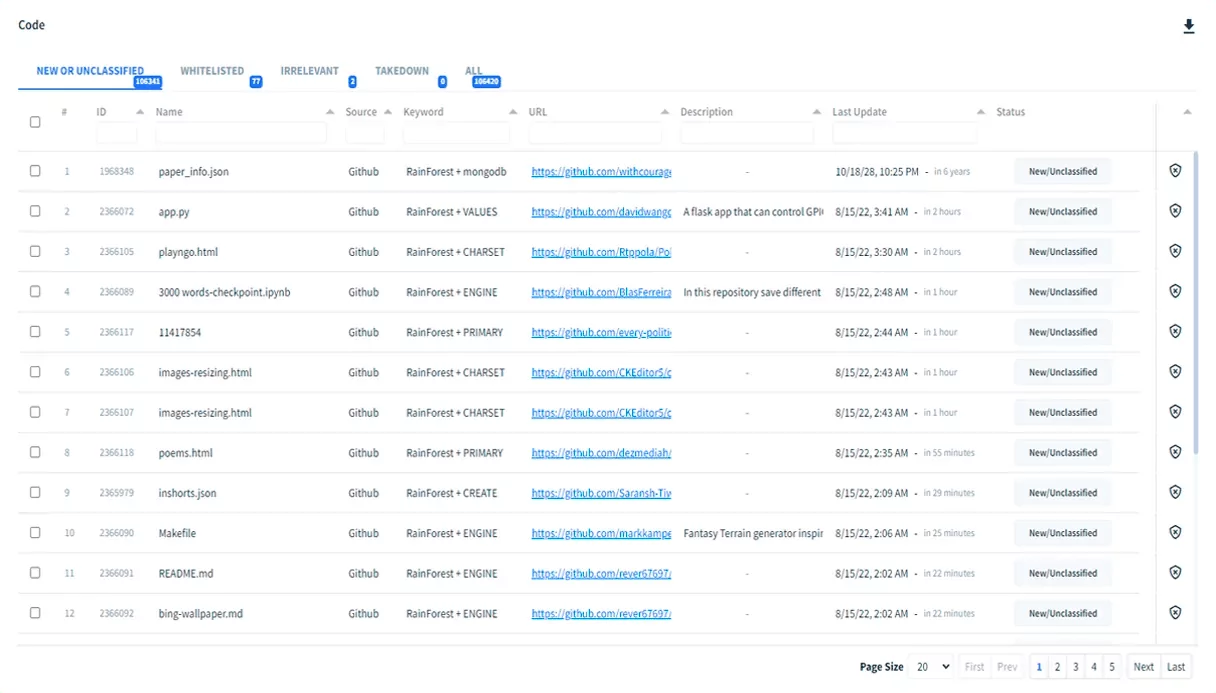 Code
NEW OR UNCLASSIFIED 106341 WHITELISTED 77 IRRELEVANT 2 TAKEDOWN 0 ALL 106420
# ID Name Source Keyword URL Description Last Update Status
1 1968348 paper_info.json Github RainForest + mongodb https://github.com/withcourage - 10/18/28, 10:25 PM - in 6 years New/Unclassified
2 2366072 app.py Github RainForest + VALUES https://github.com/davidwang A flask app that can control GPI 8/15/22, 3:41 AM - in 2 hours New/Unclassified
3 2366105 playngo.html Github RainForest + CHARSET https://github.com/Rtppola/Po - 8/15/22, 3:30 AM - in 2 hours New/Unclassified
4 2366089 3000 words-checkpoint.ipynb Github RainForest + ENGINE https://github.com/BlasFerreira In this repository save different 8/15/22, 2:48 AM - in 1 hour New/Unclassified
5 2366117 11417854 Github RainForest + PRIMARY https://github.com/every-politi - 8/15/22, 2:44 AM - in 1 hour New/Unclassified
6 2366106 images-resizing.html Github RainForest + CHARSET https://github.com/CKEditor5/c - 8/15/22, 2:43 AM - in 1 hour New/Unclassified
7 2366107 images-resizing.html Github RainForest + CHARSET https://github.com/CKEditor5/c - 8/15/22, 2:43 AM - in 1 hour New/Unclassified
8 2366118 poems.html Github RainForest + PRIMARY https://github.com/dezmediah/ - 8/15/22, 2:35 AM - in 55 minutes New/Unclassified
9 2365979 inshorts.json Github RainForest + CREATE https://github.com/Saransh-Tiw - 8/15/22, 2:09 AM - in 29 minutes New/Unclassified
10 2366090 Makefile Github RainForest + ENGINE https://github.com/markkampe Fantasy Terrain generator inspir 8/15/22, 2:06 AM - in 25 minutes New/Unclassified
11 2366091 README.md Github RainForest + ENGINE https://github.com/rever67697/ - 8/15/22, 2:02 AM - in 22 minutes New/Unclassified
12 2366092 bing-wallpaper.md Github RainForest + ENGINE https://github.com/rever67697/ - 8/15/22, 2:02 AM - in 22 minutes New/Unclassified
Page Size 20 First Prev 1 2 3 4 5 Next Last